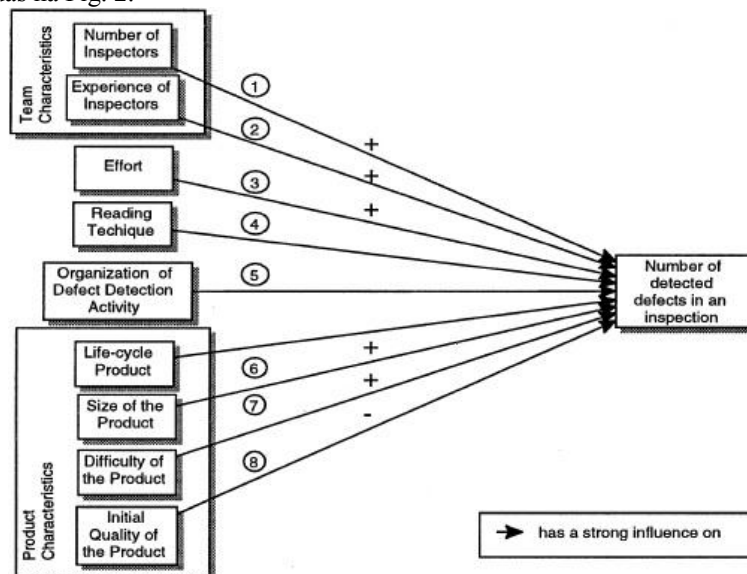 as na Fig. 2.
Team
Characteristics
Number of
Inspectors
Experience of
Inspectors
Effort
Reading
Techique
Organization of
Defect Detection
Activity
Product
Characteristics
Life-cycle
Product
Size of the
Product
Difficulty of
the Product
Initial
Quality of
the Product
1
2
3
4
5
6
7
8
+
+
+
+
+
-
Number of
detected
defects in an
inspection
has a strong influence on